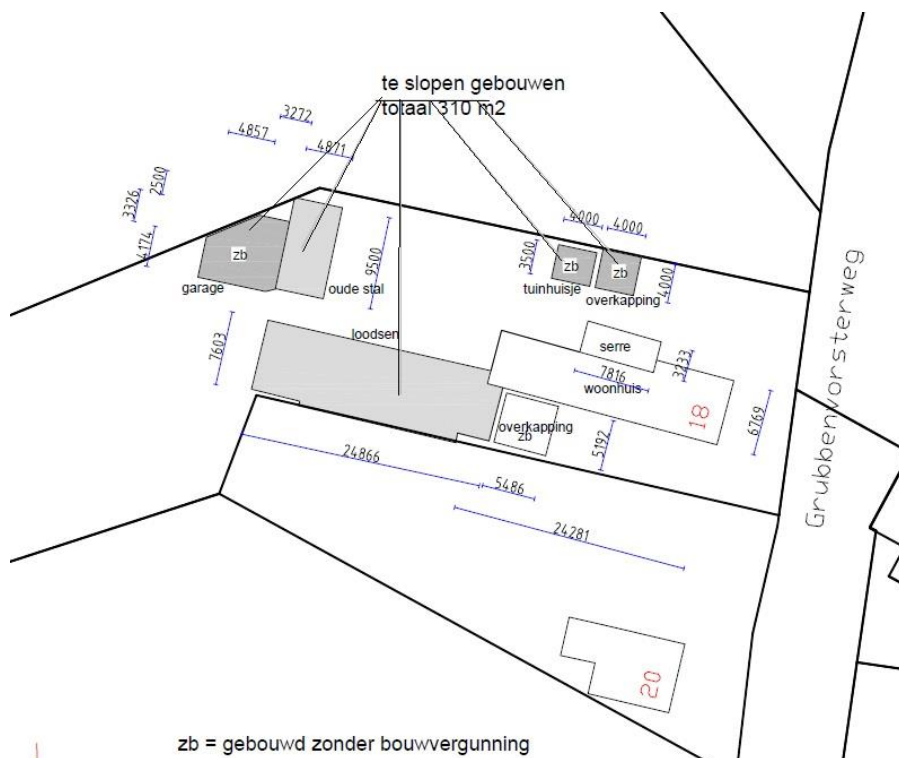 te slopen gebouwen
totaal 310 m2
3272
4857
4871
2500
3326
4174
zb
garage
oude stal
9500
4000
4000
3500
zb
zb
tuinhuisje
overkapping
4000
loodsen
7603
serre
3233
7816
woonhuis
18
6769
overkapping
zb
5192
24866
5486
24281
Grubbenvorsterweg
20
zb = gebouwd zonder bouwvergunning